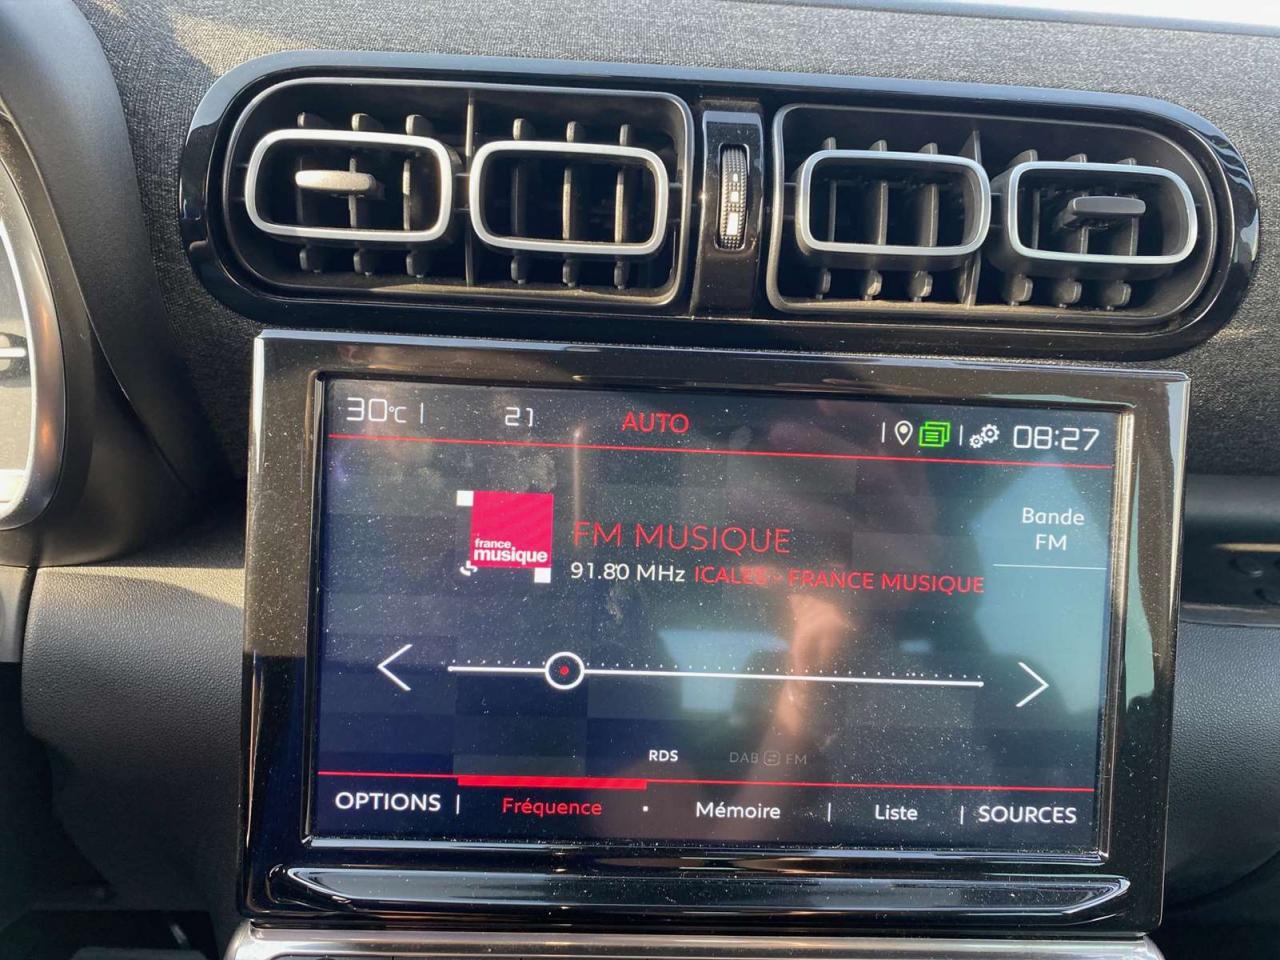 30°C | 21 AUTO | | 08:27
france
musique
FM MUSIQUE
91.80 MHz ICALES - FRANCE MUSIQUE
Bande
FM
RDS DAB FM
OPTIONS | Fréquence · Mémoire | Liste | SOURCES